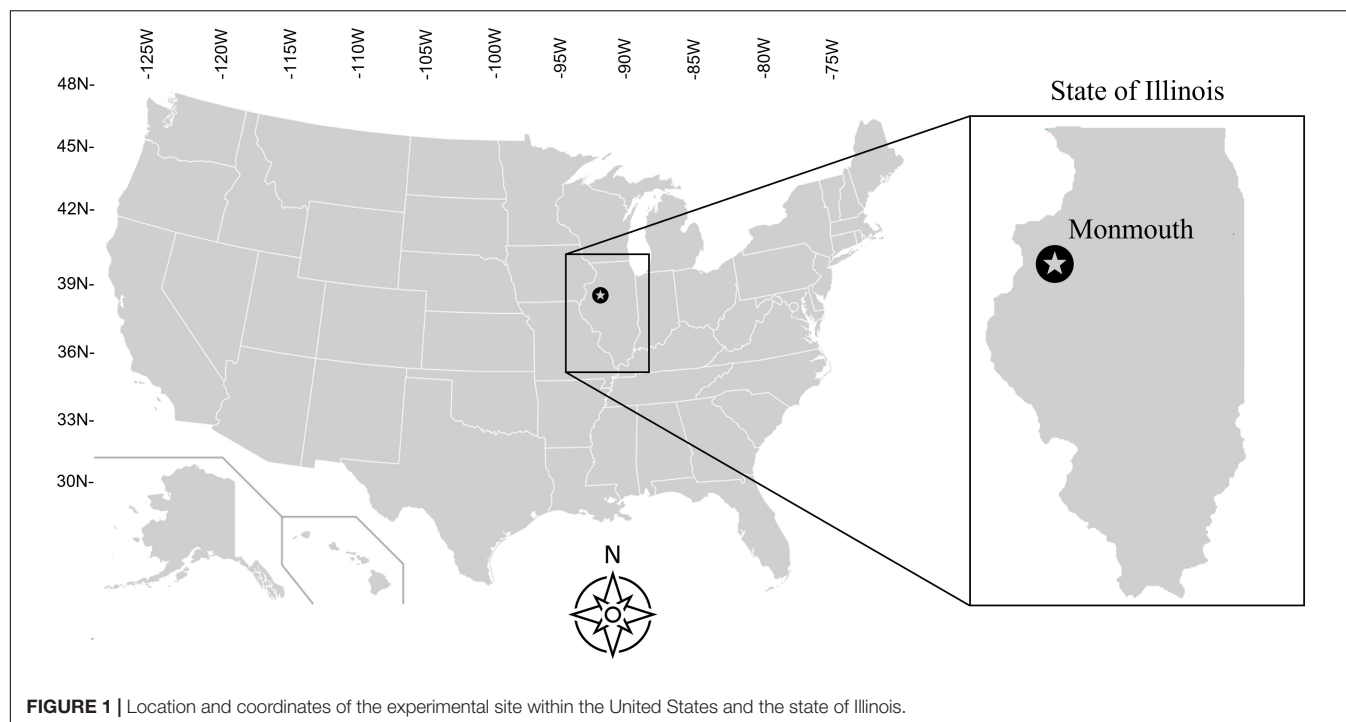 -125W
-120W
-115W
-110W
-105W
-100W
-95W
-90W
-85W
-80W
-75W
48N-
45N-
42N-
39N-
36N-
33N-
30N-
State of Illinois
Monmouth
N
FIGURE 1 | Location and coordinates of the experimental site within the United States and the state of Illinois.